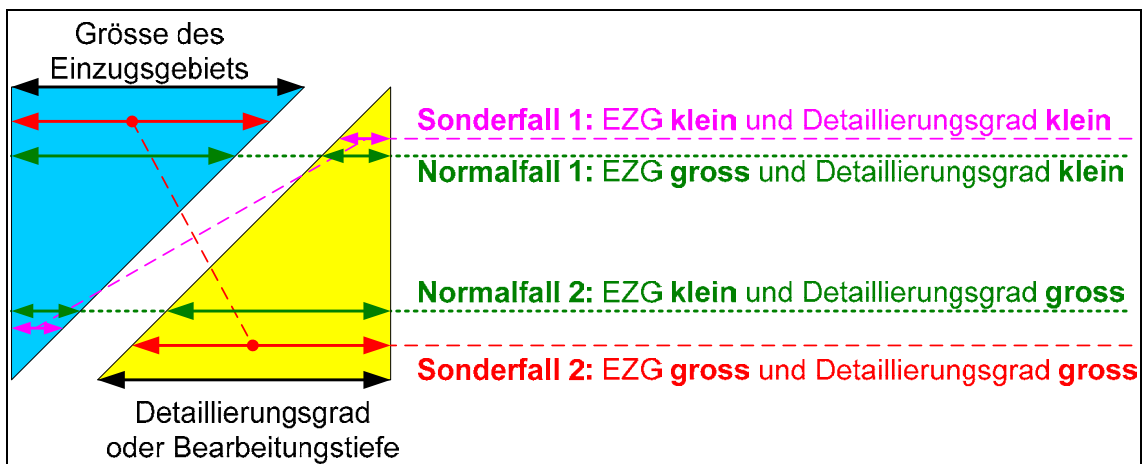 Grösse des
Einzugsgebiets
Sonderfall 1: EZG klein und Detaillierungsgrad klein
Normalfall 1: EZG gross und Detaillierungsgrad klein
Normalfall 2: EZG klein und Detaillierungsgrad gross
Sonderfall 2: EZG gross und Detaillierungsgrad gross
Detaillierungsgrad
oder Bearbeitungstiefe